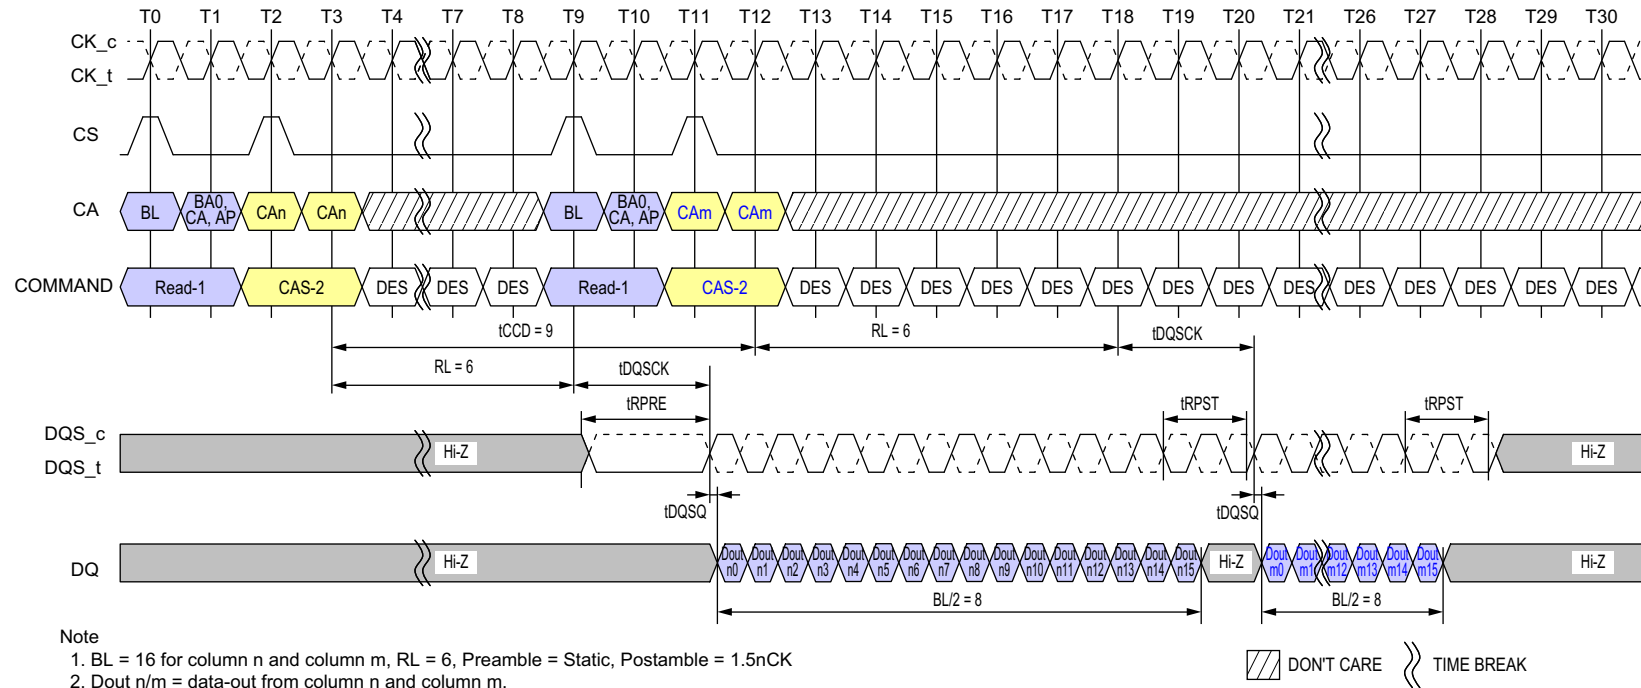 T0 T1 T2 T3 T4 T7 T8 T9 T10 T11 T12 T13 T14 T15 T16 T17 T18 T19 T20 T21 T26 T27 T28 T29 T30
CK_c
CK_t
CS
CA BL BA0, CA, AP CAn CAn BL BA0, CA, AP CAm CAm
COMMAND Read-1 CAS-2 DES DES DES Read-1 CAS-2 DES DES DES DES DES DES DES DES DES DES DES DES DES DES
tCCD = 9 RL = 6 tDQSCK
RL = 6 tDQSCK
tRPRE tRPST tRPST
DQS_c
Hi-Z Hi-Z
DQS_t
tDQSQ tDQSQ
DQ Hi-Z Dout n0 Dout n1 Dout n2 Dout n3 Dout n4 Dout n5 Dout n6 Dout n7 Dout n8 Dout n9 Dout n10 Dout n11 Dout n12 Dout n13 Dout n14 Dout n15 Hi-Z Dout m0 Dout m1 Dout m12 Dout m13 Dout m14 Dout m15 Hi-Z
BL/2 = 8 BL/2 = 8
Note
1. BL = 16 for column n and column m, RL = 6, Preamble = Static, Postamble = 1.5nCK
2. Dout n/m = data-out from column n and column m.
DON'T CARE TIME BREAK